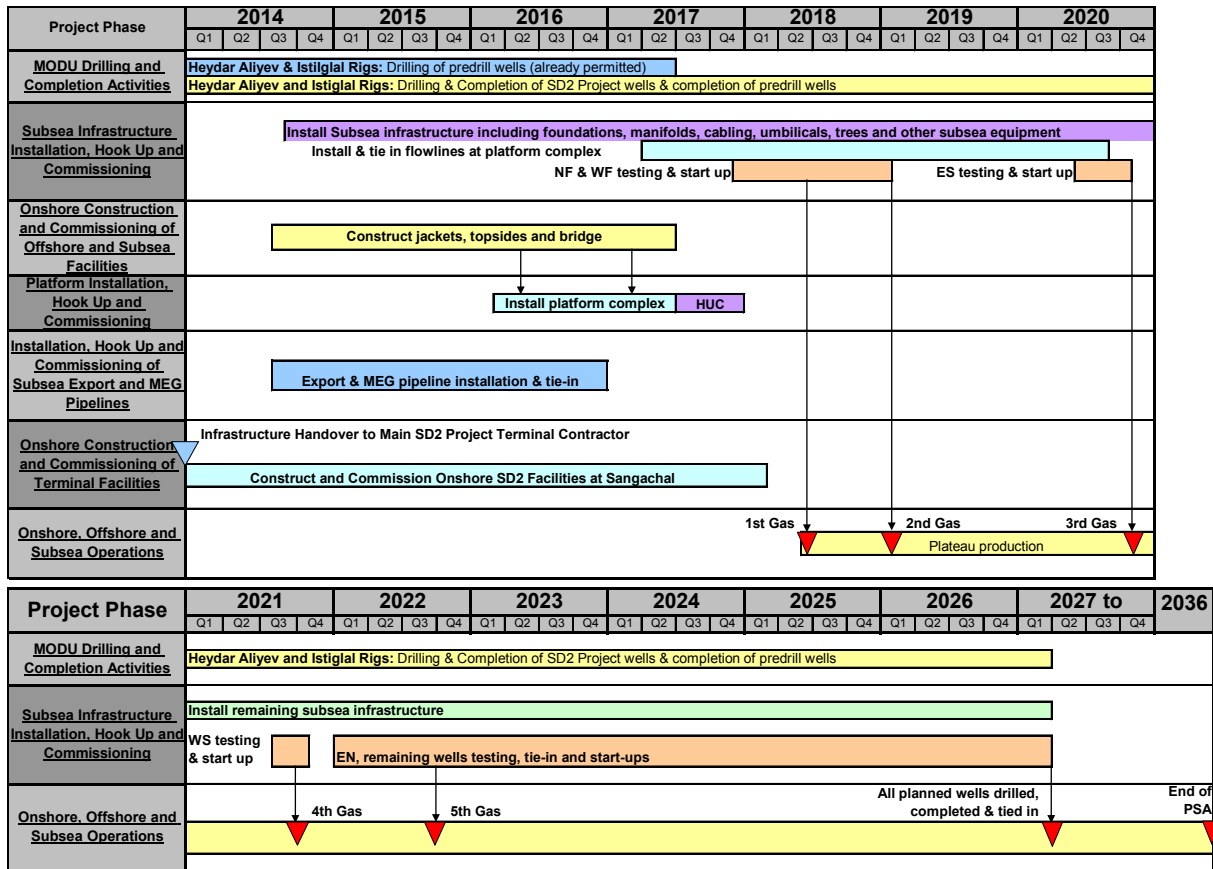 Project Phase
2014 2015 2016 2017 2018 2019 2020
Q1 Q2 Q3 Q4 Q1 Q2 Q3 Q4 Q1 Q2 Q3 Q4 Q1 Q2 Q3 Q4 Q1 Q2 Q3 Q4 Q1 Q2 Q3 Q4 Q1 Q2 Q3 Q4
MODU Drilling and
Completion Activities
Heydar Aliyev & Istilglal Rigs: Drilling of predrill wells (already permitted)
Heydar Aliyev and Istiglal Rigs: Drilling & Completion of SD2 Project wells & completion of predrill wells
Subsea Infrastructure
Installation, Hook Up and
Commissioning
Install Subsea infrastructure including foundations, manifolds, cabling, umbilicals, trees and other subsea equipment
Install & tie in flowlines at platform complex
NF & WF testing & start up
ES testing & start up
Onshore Construction
and Commissioning of
Offshore and Subsea
Facilities
Construct jackets, topsides and bridge
Platform Installation,
Hook Up and
Commissioning
Install platform complex
HUC
Installation, Hook Up and
Commissioning of
Subsea Export and MEG
Pipelines
Export & MEG pipeline installation & tie-in
Onshore Construction
and Commissioning of
Terminal Facilities
Infrastructure Handover to Main SD2 Project Terminal Contractor
Construct and Commission Onshore SD2 Facilities at Sangachal
Onshore, Offshore and
Subsea Operations
1st Gas
2nd Gas
3rd Gas
Plateau production
Project Phase
2021 2022 2023 2024 2025 2026 2027 to 2036
Q1 Q2 Q3 Q4 Q1 Q2 Q3 Q4 Q1 Q2 Q3 Q4 Q1 Q2 Q3 Q4 Q1 Q2 Q3 Q4 Q1 Q2 Q3 Q4 Q1 Q2 Q3 Q4
MODU Drilling and
Completion Activities
Heydar Aliyev and Istiglal Rigs: Drilling & Completion of SD2 Project wells & completion of predrill wells
Subsea Infrastructure
Installation, Hook Up and
Commissioning
Install remaining subsea infrastructure
WS testing
& start up
EN, remaining wells testing, tie-in and start-ups
Onshore, Offshore and
Subsea Operations
4th Gas
5th Gas
All planned wells drilled,
completed & tied in
End of
PSA